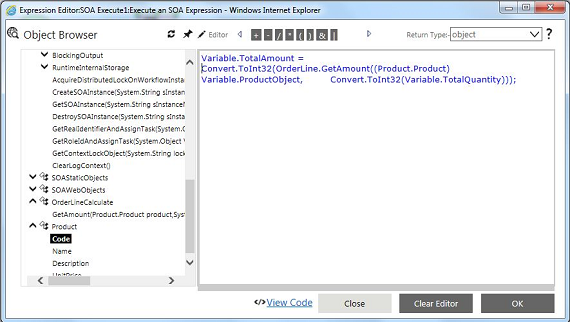 Expression Editor:SOA Execute1:Execute an SOA Expression - Windows Internet Explorer
Object Browser
Editor
+ - / * ( ) & |
Return Type:- object
?
BlockingOutput
RuntimeInternalStorage
AcquireDistributedLockOnWorkflowInstanc
CreateSOAInstance(System.String sInstanc
GetSOAInstance(System.String sInstanceN
DestroySOAInstance(System.String sInstan
GetRealIdentifierAndAssignTask(System.O
GetRoleIdAndAssignTask(System.Object V
GetContextLockObject(System.String lock
ClearLogContext()
SOAStaticObjects
SOAWebObjects
OrderLineCalculate
GetAmount(Product.Product product,Sys
Product
Code
Name
Description
UnitPrice
Variable.TotalAmount =
Convert.ToInt32(OrderLine.GetAmount((Product.Product)
Variable.ProductObject, Convert.ToInt32(Variable.TotalQuantity)));
</> View Code
Close
Clear Editor
OK